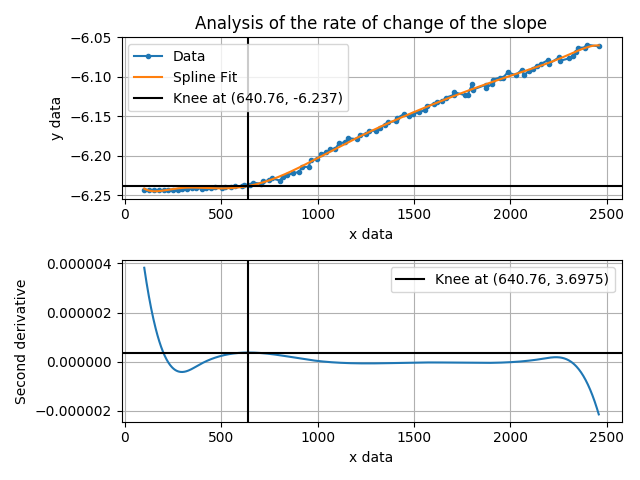 Analysis of the rate of change of the slope
−6.05
−6.10
−6.15
−6.20
−6.25
y data
Data
Spline Fit
Knee at (640.76, -6.237)
0
500
1000
1500
2000
2500
x data
0.000004
0.000002
0.000000
−0.000002
Second derivative
Knee at (640.76, 3.6975)
0
500
1000
1500
2000
2500
x data